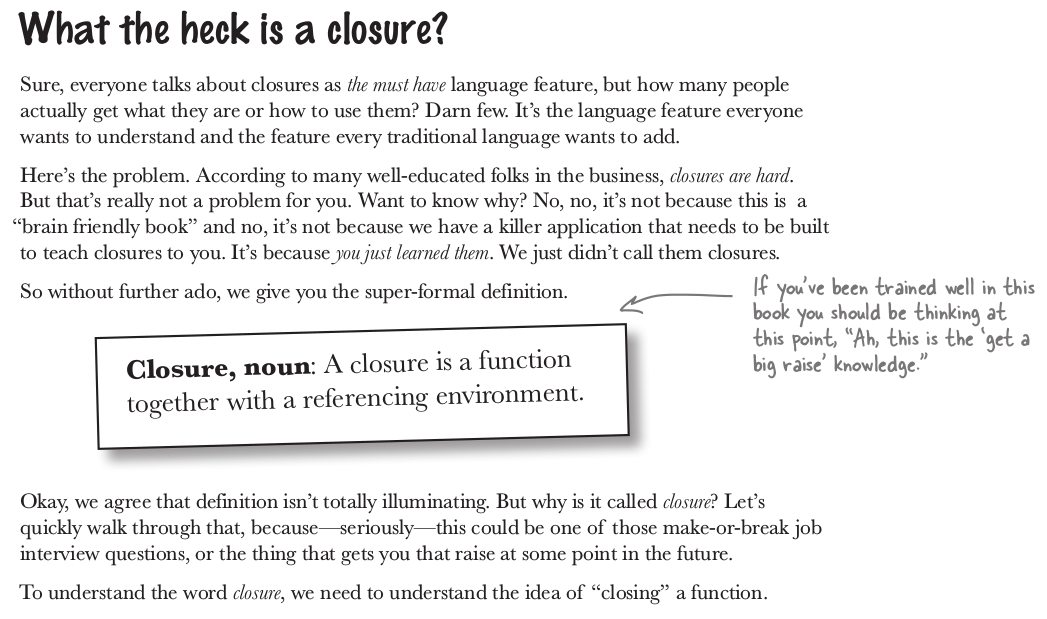 What the heck is a closure?
Sure, everyone talks about closures as the must have language feature, but how many people
actually get what they are or how to use them? Darn few. It's the language feature everyone
wants to understand and the feature every traditional language wants to add.
Here's the problem. According to many well-educated folks in the business, closures are hard.
But that's really not a problem for you. Want to know why? No, no, it's not because this is a
“brain friendly book” and no, it's not because we have a killer application that needs to be built
to teach closures to you. It's because you just learned them. We just didn't call them closures.
So without further ado, we give you the super-formal definition.
If you've been trained well in this
book you should be thinking at
this point, “Ah, this is the ‘get a
big raise’ knowledge.”
Closure, noun: A closure is a function
together with a referencing environment.
Okay, we agree that definition isn't totally illuminating. But why is it called closure? Let's
quickly walk through that, because—seriously—this could be one of those make-or-break job
interview questions, or the thing that gets you that raise at some point in the future.
To understand the word closure, we need to understand the idea of “closing” a function.